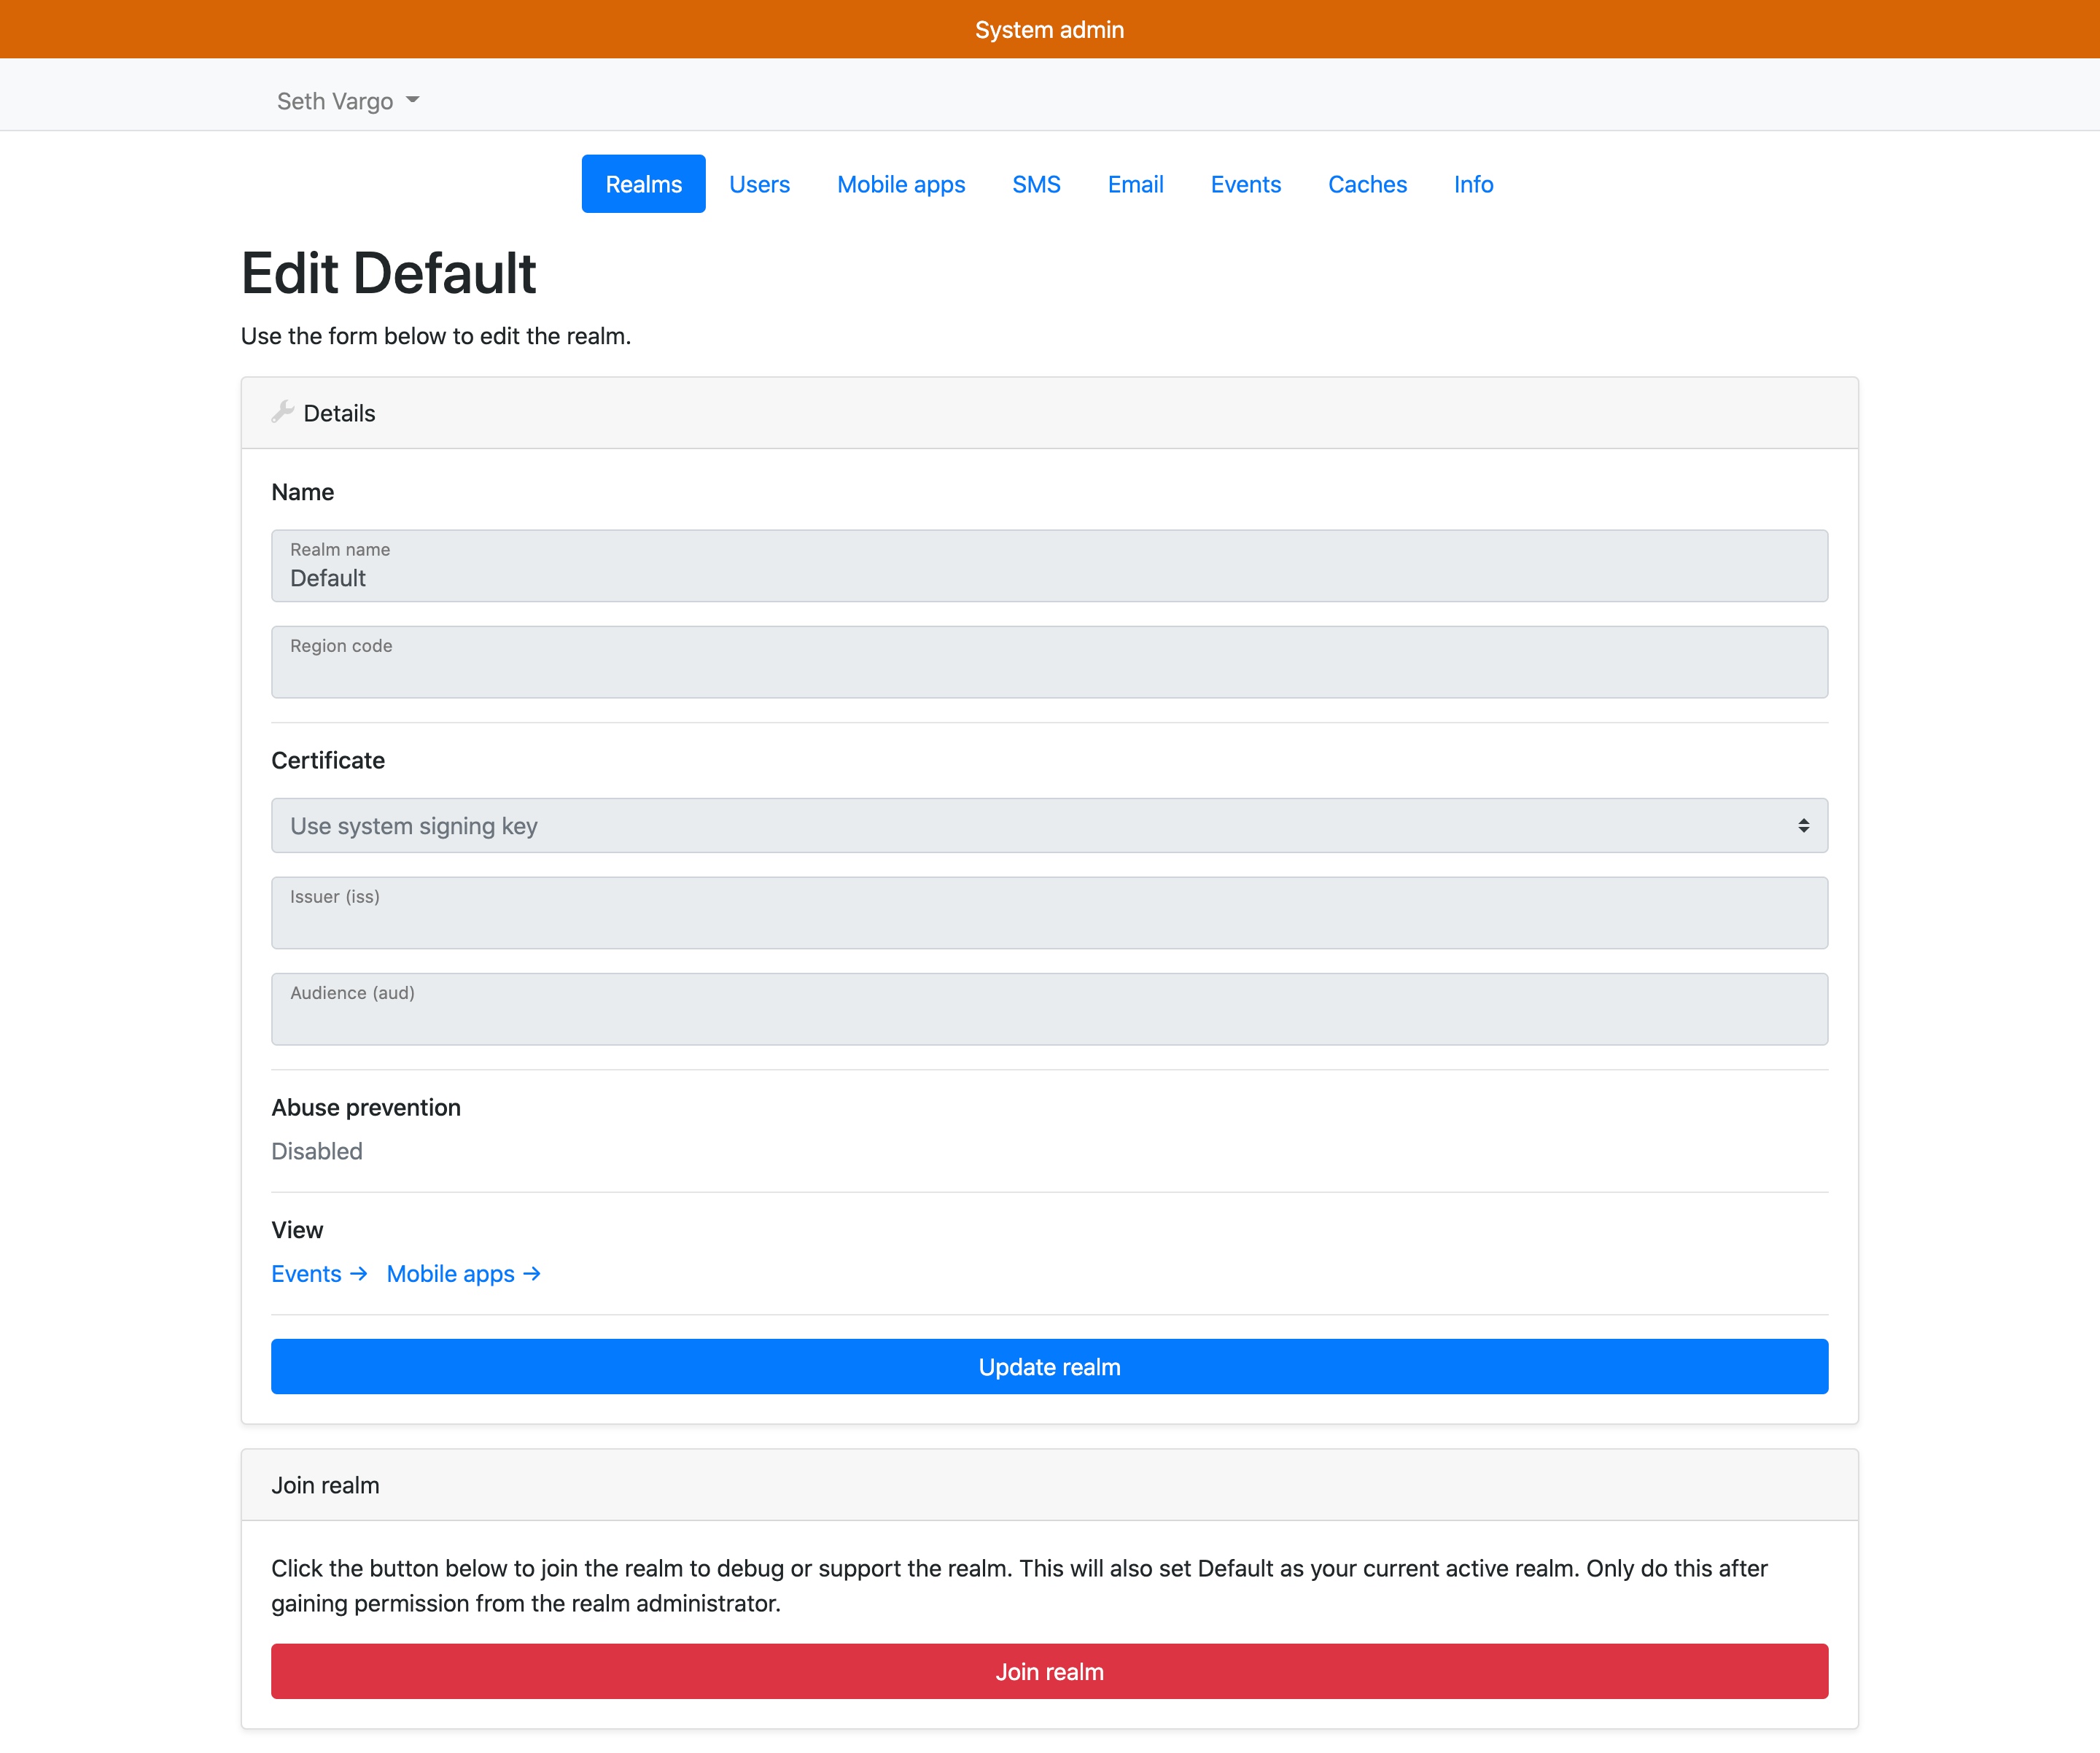 System admin
Seth Vargo
Realms Users Mobile apps SMS Email Events Caches Info
Edit Default
Use the form below to edit the realm.
Details
Name
Realm name
Default
Region code
Certificate
Use system signing key
Issuer (iss)
Audience (aud)
Abuse prevention
Disabled
View
Events → Mobile apps →
Update realm
Join realm
Click the button below to join the realm to debug or support the realm. This will also set Default as your current active realm. Only do this after
gaining permission from the realm administrator.
Join realm